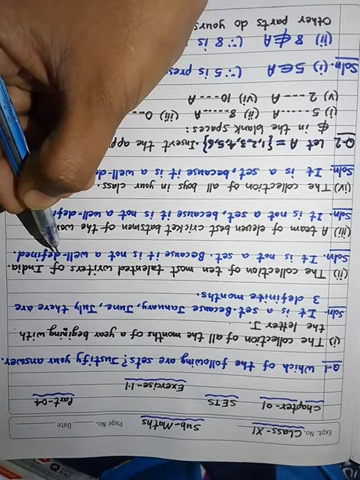 Expt. No. Class-XI Sub-Maths Page No. Date
Chapter-01 SETS Part-04
Exercise-1.1
Q-1 Which of the following are sets? Justify your answer.
(i) The collection of all the months of a year beginning with
the letter J.
Soln. It is a set. Because January, June, July there are
3 definite months.
(ii) The collection of ten most talented writers of India
Soln. It is not a set. Because it is not a well-defined.
(iii) A team of eleven best cricket batsmen of the
Soln. It is not a set, because it is not a well-def
(iv) The collection of all boys in your class.
Soln. It is a set, because it is a well-d
Q-2 Let A = {1,2,3,4,5,6}. Insert the app
∉ in the blank spaces:
(i) 5.....A (ii) 8.....A (iii) 0...
(v) 2....A (vi) 10....A
Soln. (i) 5∈A (∵ 5 is pres
(ii) 8∉A (∵ 8 is
Other parts do yours